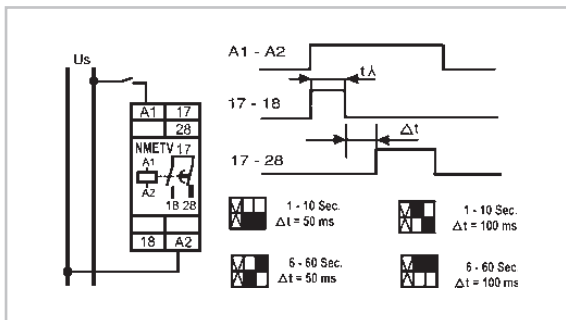 Us
A1 17
28
NMETV 17
A1
A2
18 28
18 A2
A1 - A2
t⅄
17 - 18
Δt
17 - 28
1 - 10 Sec.
Δt = 50 ms
1 - 10 Sec.
Δt = 100 ms
6 - 60 Sec.
Δt = 50 ms
6 - 60 Sec.
Δt = 100 ms